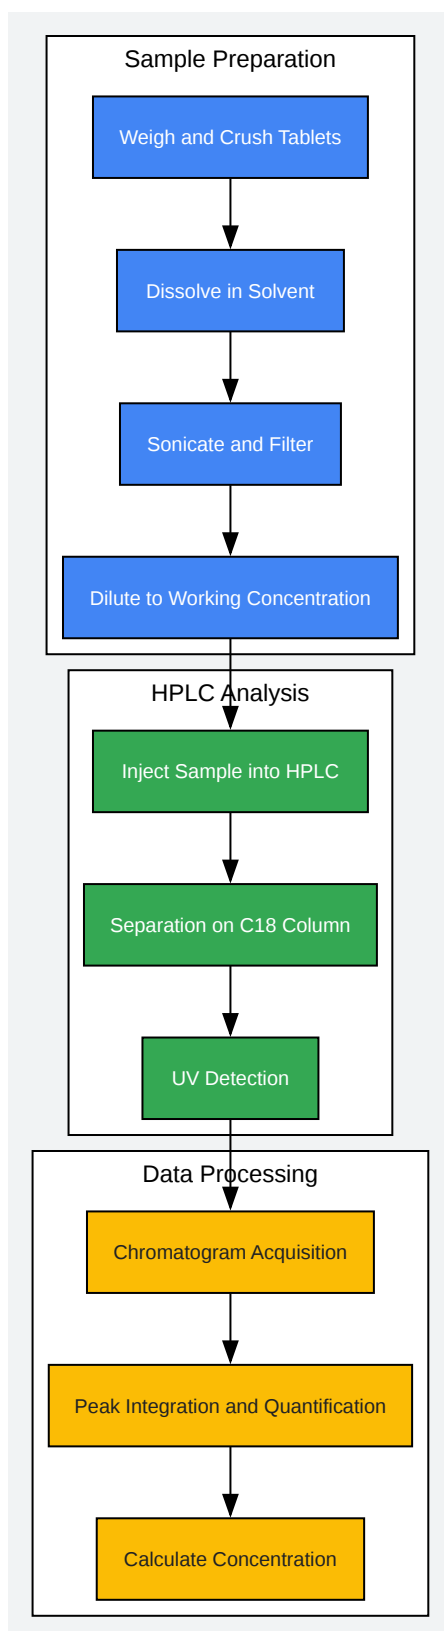 Sample Preparation
Weigh and Crush Tablets
Dissolve in Solvent
Sonicate and Filter
Dilute to Working Concentration
HPLC Analysis
Inject Sample into HPLC
Separation on C18 Column
UV Detection
Data Processing
Chromatogram Acquisition
Peak Integration and Quantification
Calculate Concentration